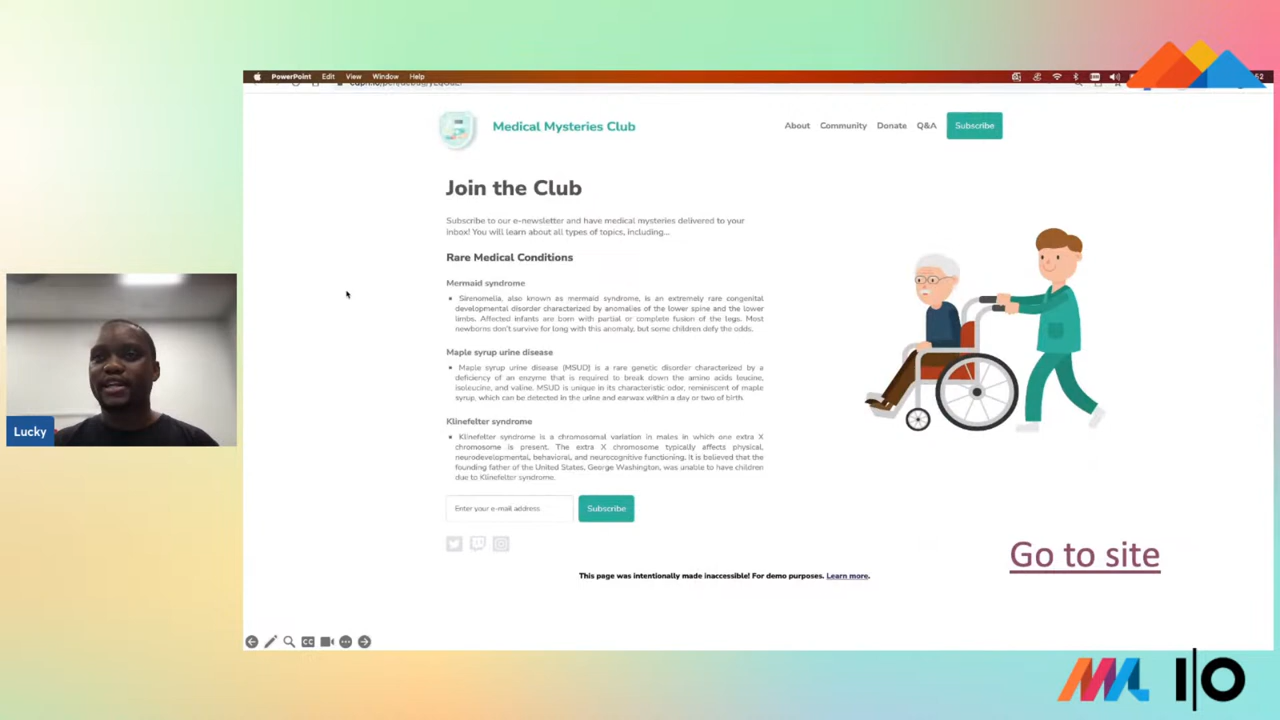 PowerPoint Edit View Window Help
Medical Mysteries Club
About Community Donate Q&A Subscribe
Join the Club
Subscribe to our e-newsletter and have medical mysteries delivered to your
inbox! You will learn about all types of topics, including...
Rare Medical Conditions
Mermaid syndrome
Sirenomelia, also known as mermaid syndrome, is an extremely rare congenital
developmental disorder characterized by anomalies of the lower spine and the lower
limbs. Affected infants are born with partial or complete fusion of the legs. Most
newborns don't survive for long with this anomaly, but some children defy the odds.
Maple syrup urine disease
Maple syrup urine disease (MSUD) is a rare genetic disorder characterized by a
deficiency of an enzyme that is required to break down the amino acids leucine,
isoleucine, and valine. MSUD is unique in its characteristic odor, reminiscent of maple
syrup, which can be detected in the urine and earwax within a day or two of birth.
Klinefelter syndrome
Klinefelter syndrome is a chromosomal variation in males in which one extra X
chromosome is present. The extra X chromosome typically affects physical,
neurodevelopmental, behavioral, and neurocognitive functioning. It is believed that the
founding father of the United States, George Washington, was unable to have children
due to Klinefelter syndrome.
Enter your e-mail address
Subscribe
Lucky
Go to site
This page was intentionally made inaccessible! For demo purposes. Learn more.
CC
I/O